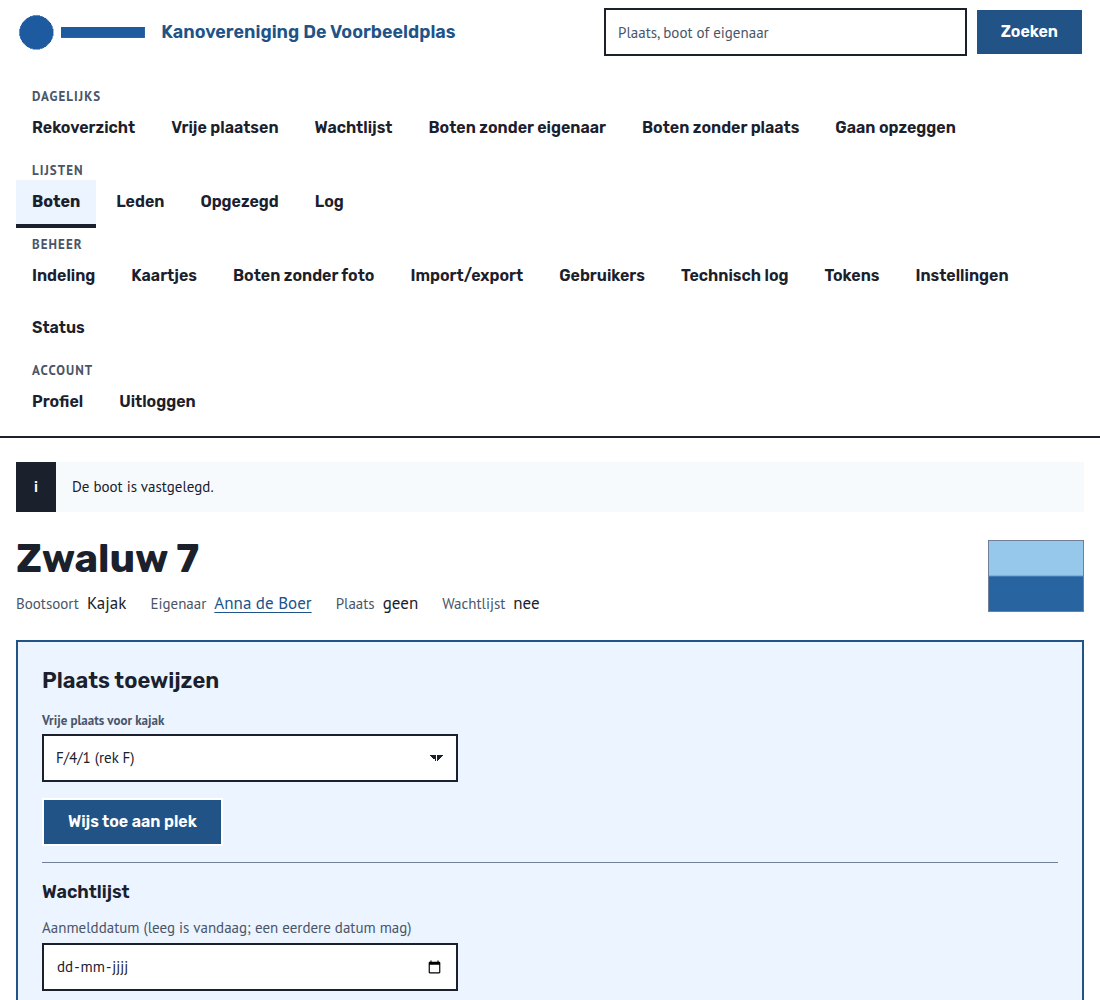 Kanovereniging De Voorbeeldplas
Plaats, boot of eigenaar
Zoeken
DAGELIJKS
Rekoverzicht Vrije plaatsen Wachtlijst Boten zonder eigenaar Boten zonder plaats Gaan opzeggen
LIJSTEN
Boten Leden Opgezegd Log
BEHEER
Indeling Kaartjes Boten zonder foto Import/export Gebruikers Technisch log Tokens Instellingen
Status
ACCOUNT
Profiel Uitloggen
i De boot is vastgelegd.
Zwaluw 7
Bootsoort Kajak Eigenaar Anna de Boer Plaats geen Wachtlijst nee
Plaats toewijzen
Vrije plaats voor kajak
F/4/1 (rek F)
Wijs toe aan plek
Wachtlijst
Aanmelddatum (leeg is vandaag; een eerdere datum mag)
dd-mm-jjjj